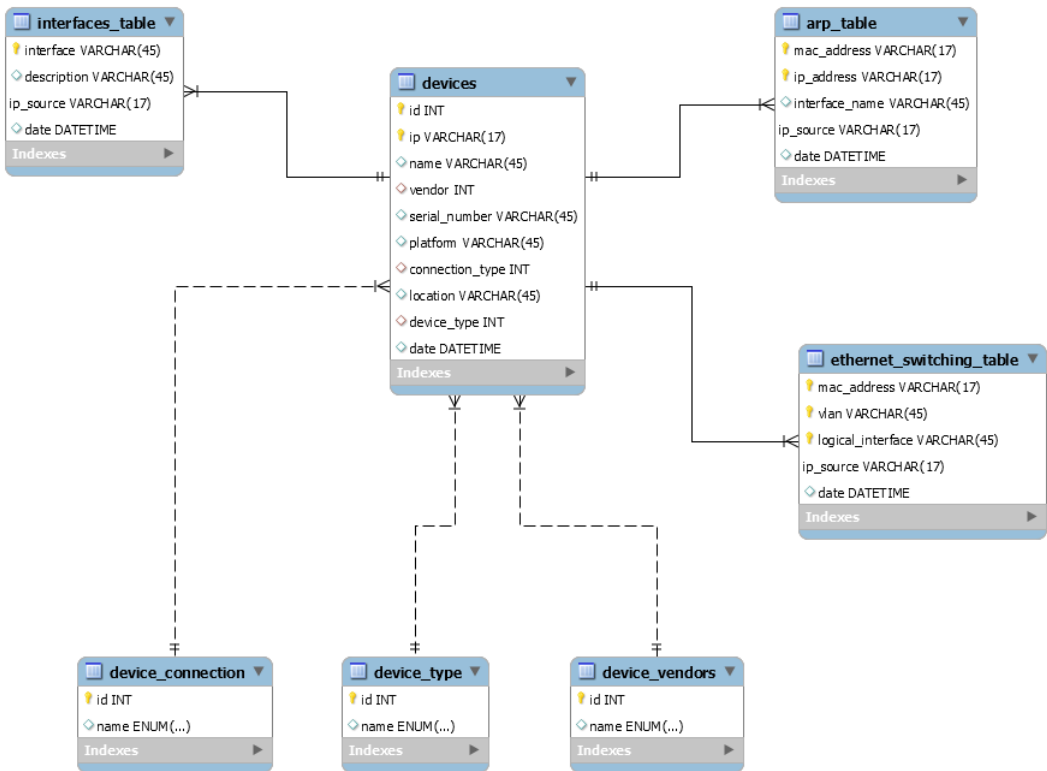 interfaces_table
interface VARCHAR(45)
description VARCHAR(45)
ip_source VARCHAR(17)
date DATETIME
Indexes
devices
id INT
ip VARCHAR(17)
name VARCHAR(45)
vendor INT
serial_number VARCHAR(45)
platform VARCHAR(45)
connection_type INT
location VARCHAR(45)
device_type INT
date DATETIME
Indexes
arp_table
mac_address VARCHAR(17)
ip_address VARCHAR(17)
interface_name VARCHAR(45)
ip_source VARCHAR(17)
date DATETIME
Indexes
ethernet_switching_table
mac_address VARCHAR(17)
vlan VARCHAR(45)
logical_interface VARCHAR(45)
ip_source VARCHAR(17)
date DATETIME
Indexes
device_connection
id INT
name ENUM(...)
Indexes
device_type
id INT
name ENUM(...)
Indexes
device_vendors
id INT
name ENUM(...)
Indexes